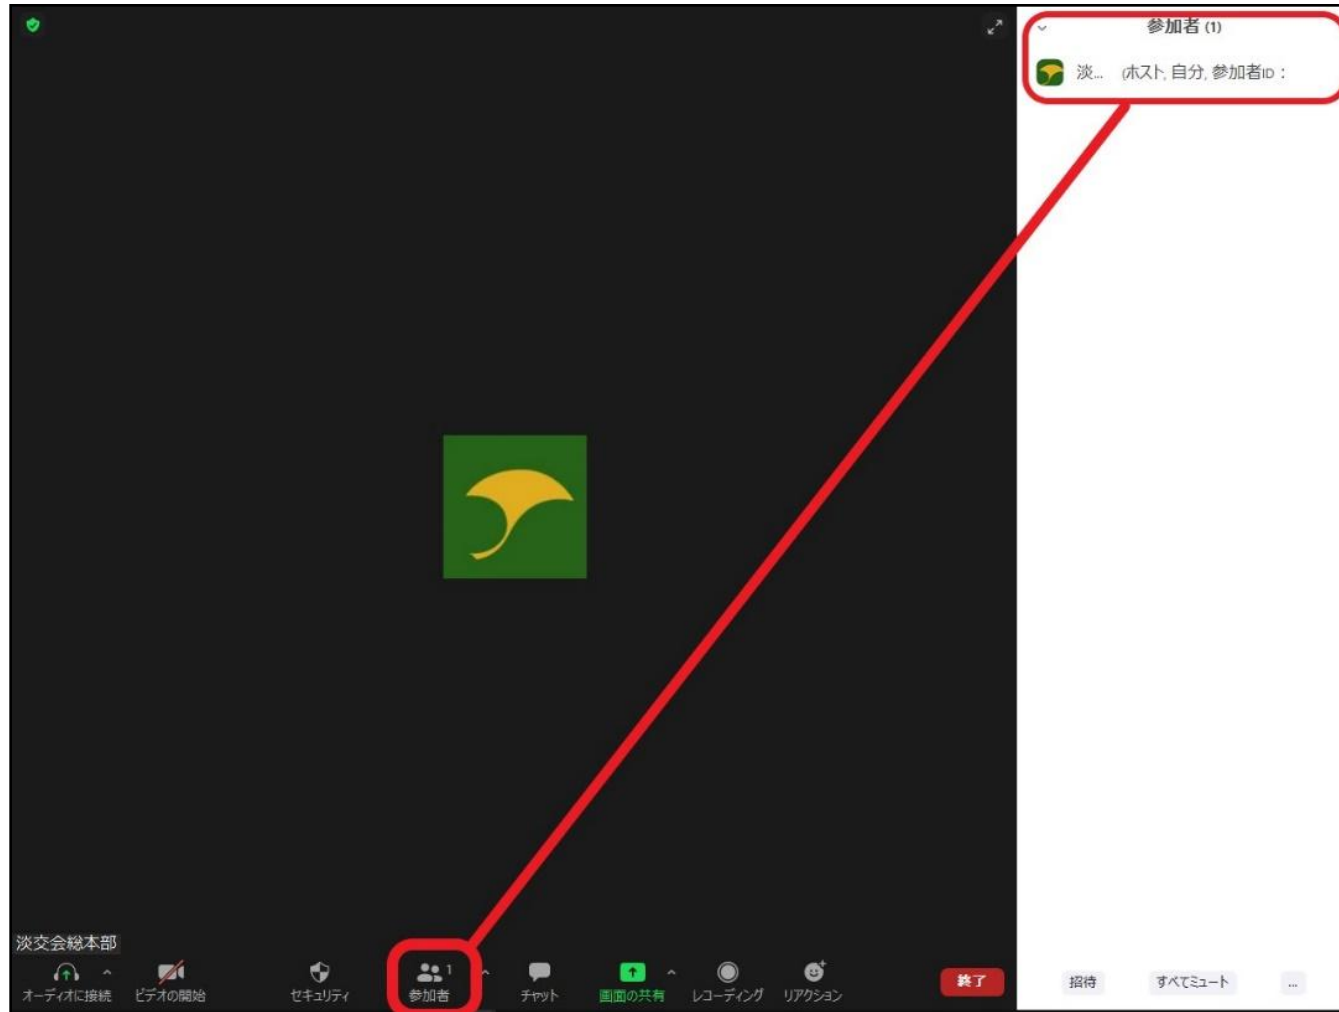 参加者 (1)
淡... (ホスト, 自分, 参加者ID：
淡交会総本部
オーディオに接続
ビデオの開始
セキュリティ
参加者
1
チャット
画面の共有
レコーディング
リアクション
終了
招待
すべてミュート
...